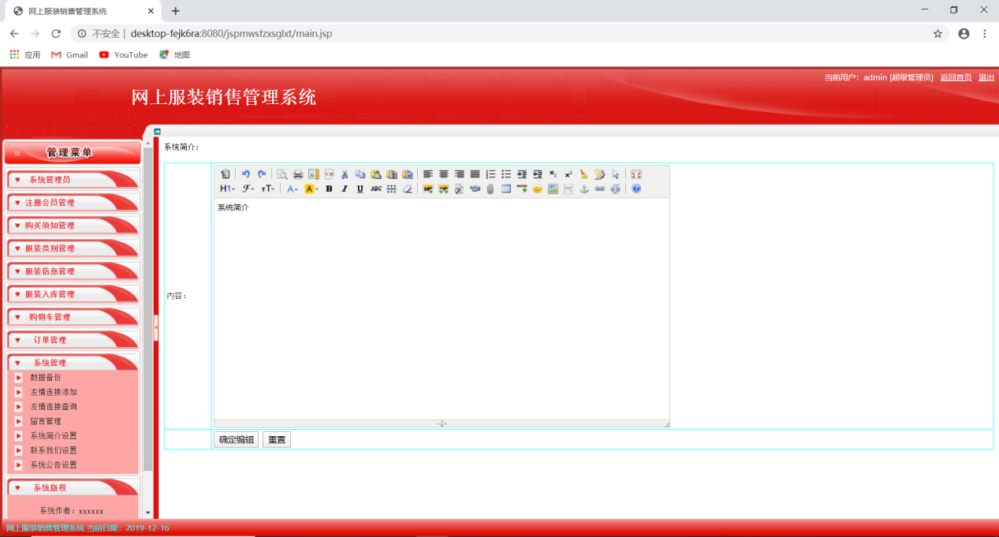 网上服装销售管理系统
不安全 | desktop-fejk6ra:8080/jspmwsfzxsglxt/main.jsp
应用 Gmail YouTube 地图
当前用户：admin [超级管理员] 返回首页 退出
网上服装销售管理系统
管理菜单
系统管理员
注册会员管理
购买须知管理
服装类别管理
服装信息管理
服装入库管理
购物车管理
订单管理
系统管理
数据备份
友情连接添加
友情连接查询
留言管理
系统简介设置
联系我们设置
系统公告设置
系统版权
系统作者：xxxxxx
系统简介：
H1 F TT A A B I U ABC
系统简介
内容：
确定编辑 重置
网上服装销售管理系统 当前日期：2019-12-16